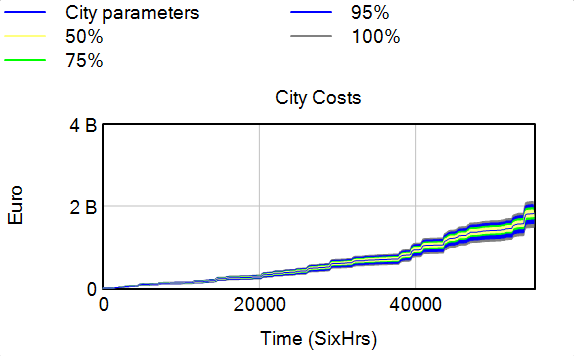 City parameters 95%
50% 100%
75%
City Costs
4 B
Euro
2 B
0
0 20000 40000
Time (SixHrs)